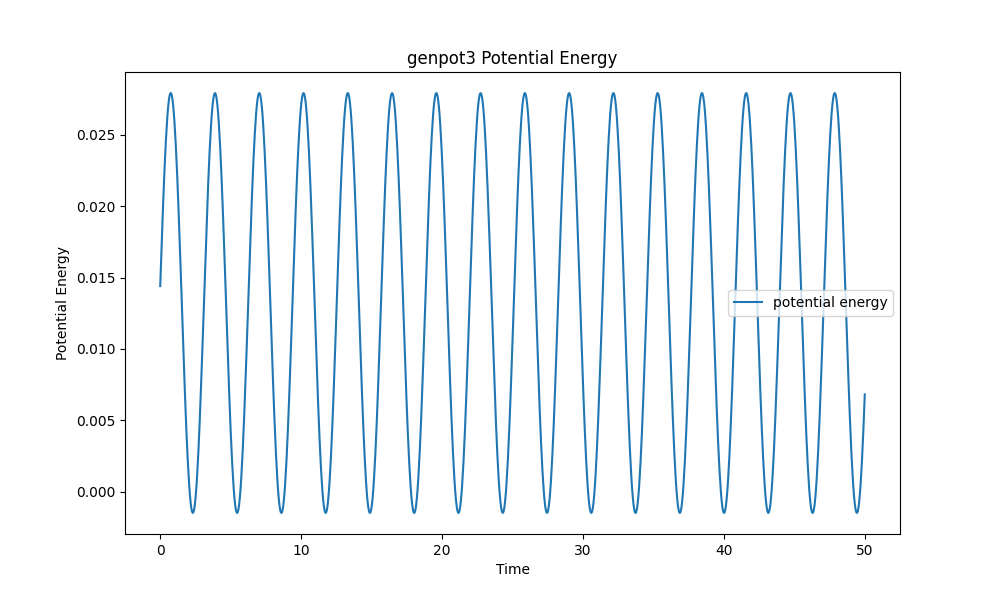 genpot3 Potential Energy
Potential Energy
0.025
0.020
0.015
0.010
0.005
0.000
potential energy
0 10 20 30 40 50
Time